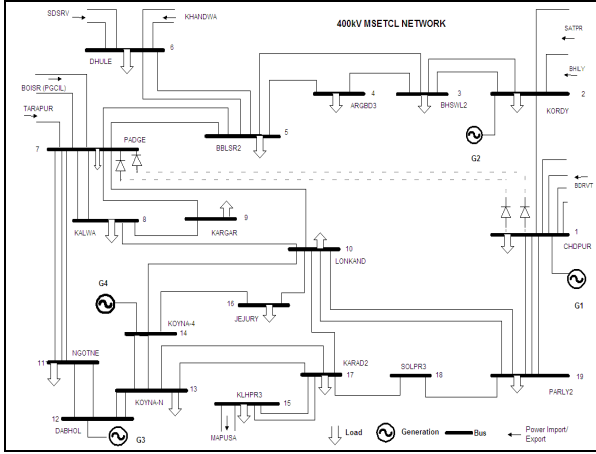 400kV MSETCL NETWORK
SDSRV
KHANDWA
SATPR
DHULE
6
BHILY
BOISR (PGCIL)
ARGBD3
4
BHSWL2
3
KORDY
2
TARAPUR
BBLSR2
5
PADGE
7
G2
BDRVT
KALWA
8
KARGAR
9
1
CHDPUR
10
LONKAND
G4
G1
16
JEJURY
KOYNA-4
14
NGOTNE
11
KARAD2
17
SOLPR3
18
19
PARLY2
KOYNA-N
13
KLHPR3
15
12
DABHOL
G3
MAPUSA
Load
Generation
Bus
Power Import/
Export